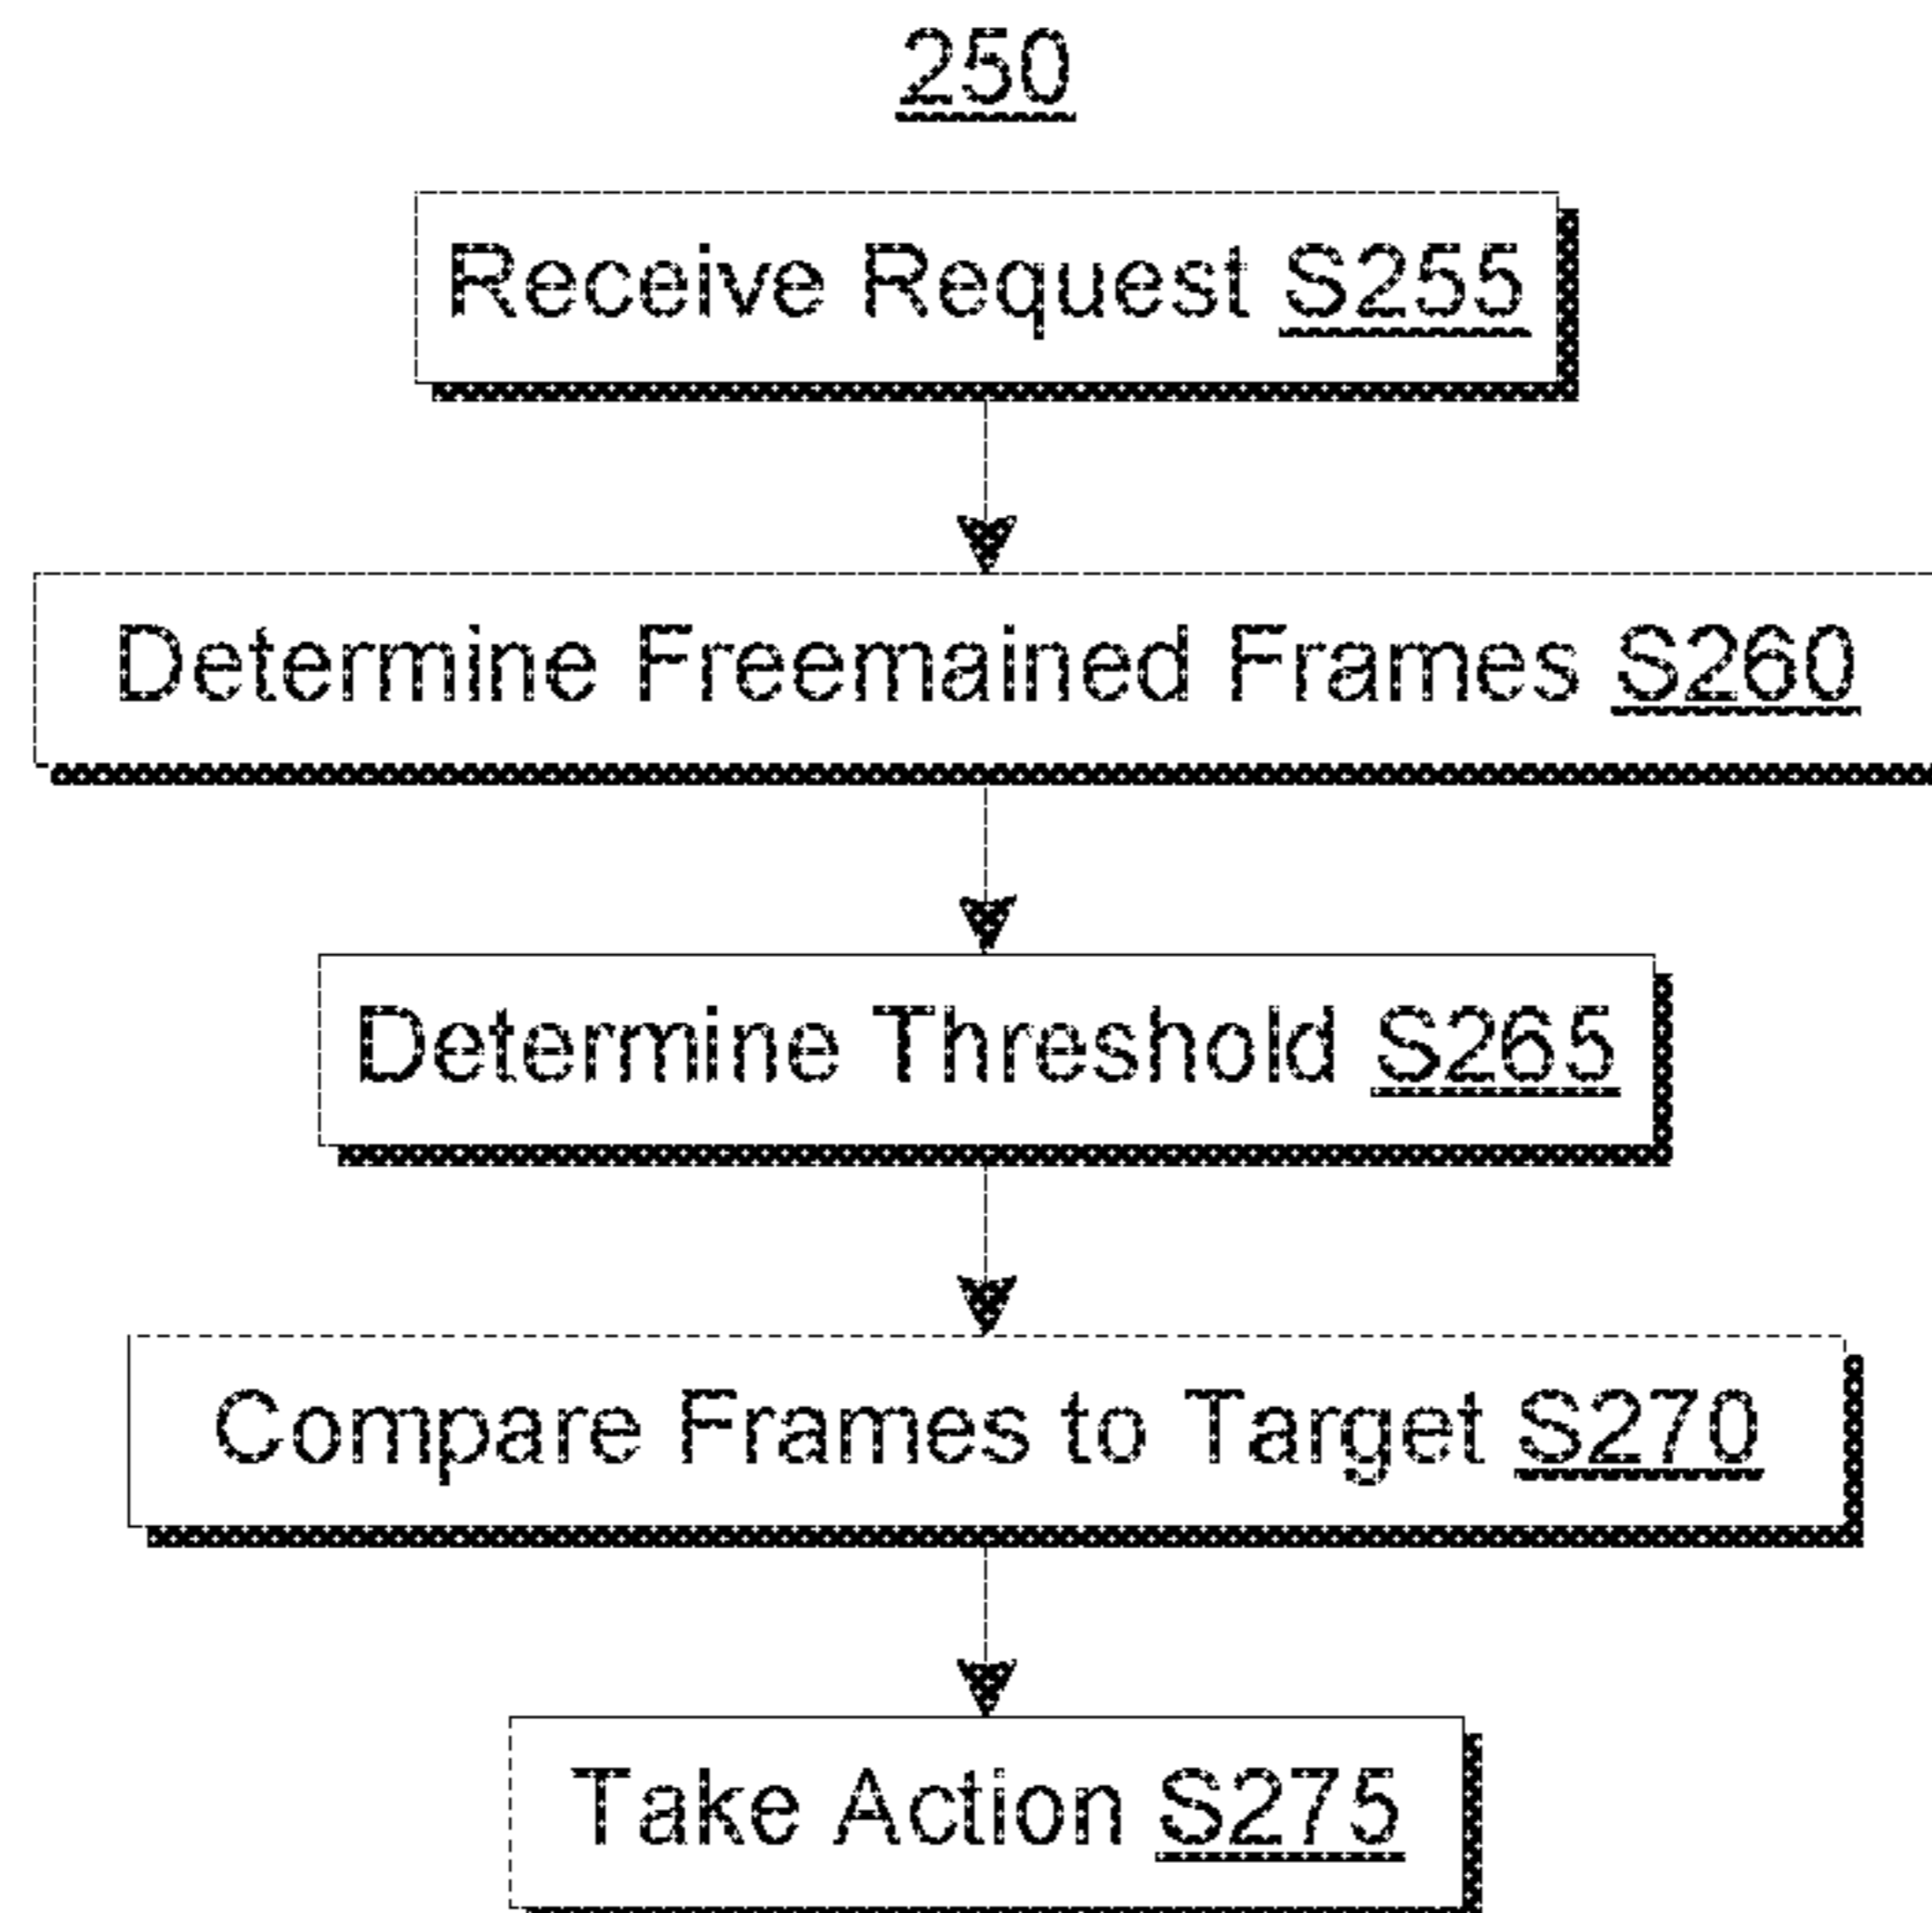 250
Receive Request S255
Determine Freemained Frames S260
Determine Threshold S265
Compare Frames to Target S270
Take Action S275